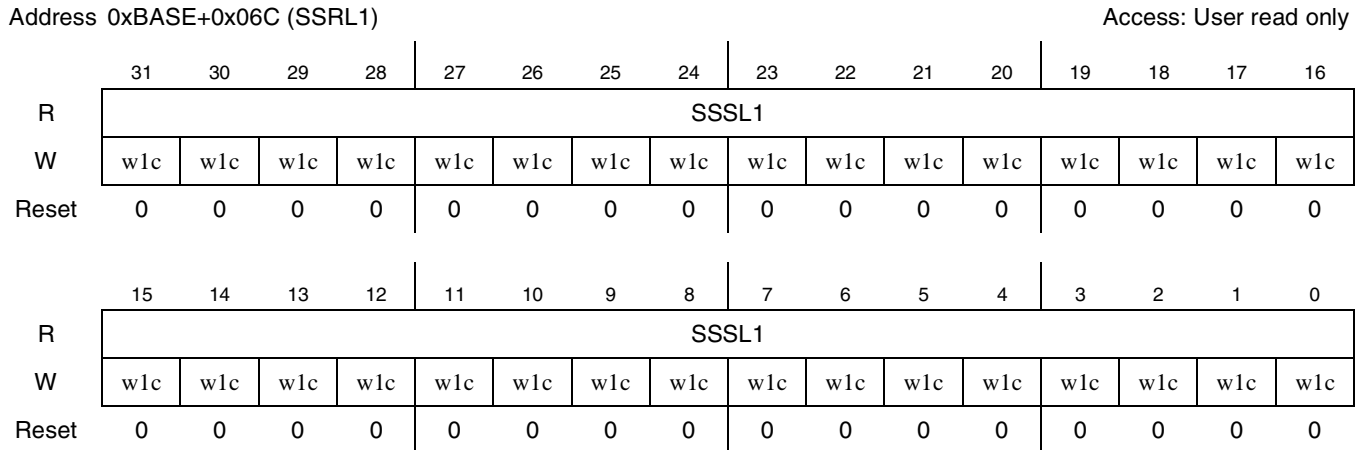 Address 0xBASE+0x06C (SSRL1) Access: User read only
31 30 29 28 27 26 25 24 23 22 21 20 19 18 17 16
R SSSL1
W w1c w1c w1c w1c w1c w1c w1c w1c w1c w1c w1c w1c w1c w1c w1c w1c
Reset 0 0 0 0 0 0 0 0 0 0 0 0 0 0 0 0
15 14 13 12 11 10 9 8 7 6 5 4 3 2 1 0
R SSSL1
W w1c w1c w1c w1c w1c w1c w1c w1c w1c w1c w1c w1c w1c w1c w1c w1c
Reset 0 0 0 0 0 0 0 0 0 0 0 0 0 0 0 0